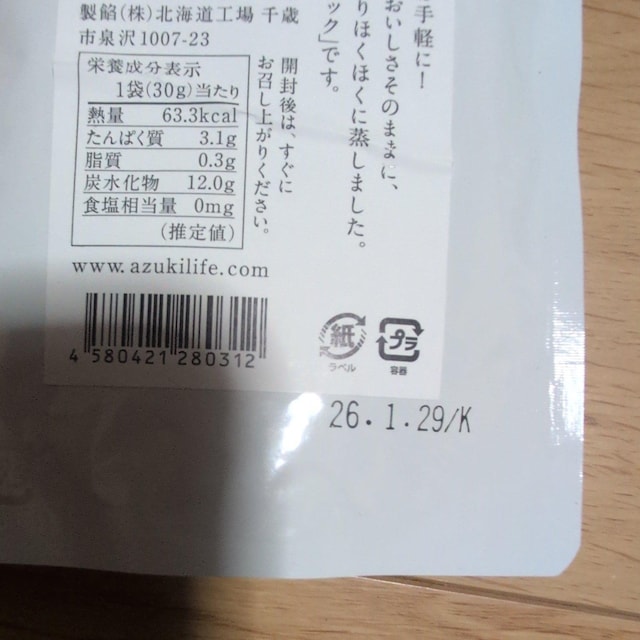 製餡(株)北海道工場 千歳
市泉沢1007-23
栄養成分表示
1袋(30g)当たり
熱量 63.3kcal
たんぱく質 3.1g
脂質 0.3g
炭水化物 12.0g
食塩相当量 0mg
(推定値)
手軽に!
おいしさそのままに、
りほくほくに蒸しました。
ック」です。
開封後は、すぐに
お召し上がりください。
www.azukilife.com
4 580421 280312
紙
ラベル
プラ
容器
26.1.29/K